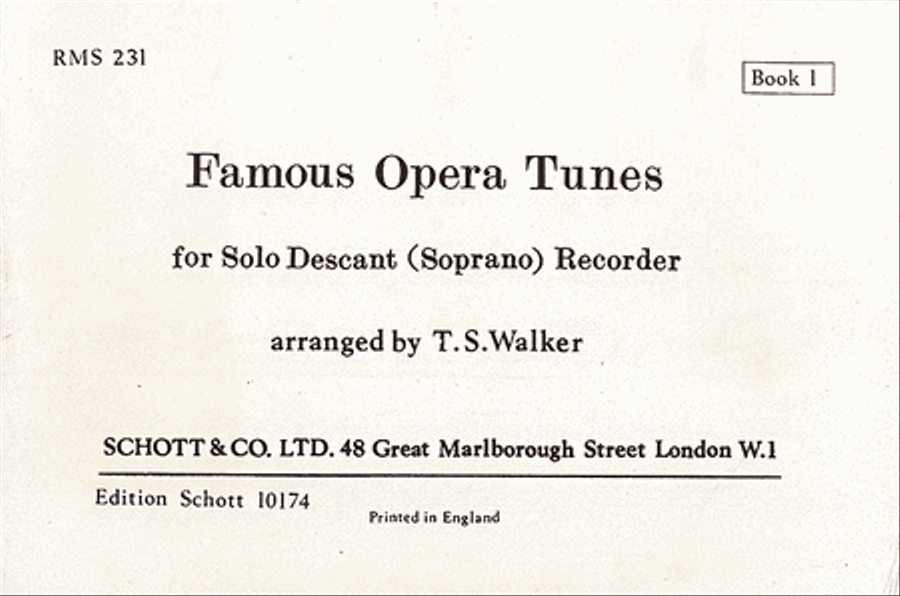 RMS 231
Book 1
Famous Opera Tunes
for Solo Descant (Soprano) Recorder
arranged by T.S.Walker
SCHOTT & CO. LTD. 48 Great Marlborough Street London W.1
Edition Schott 10174
Printed in England